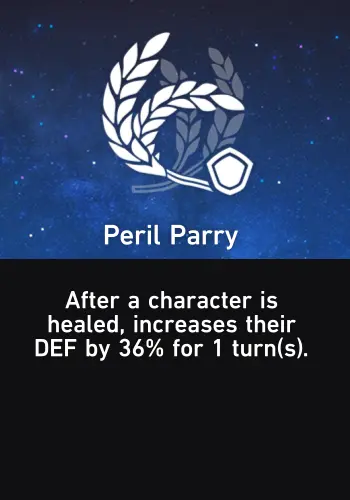 Peril Parry
After a character is
healed, increases their
DEF by 36% for 1 turn(s).